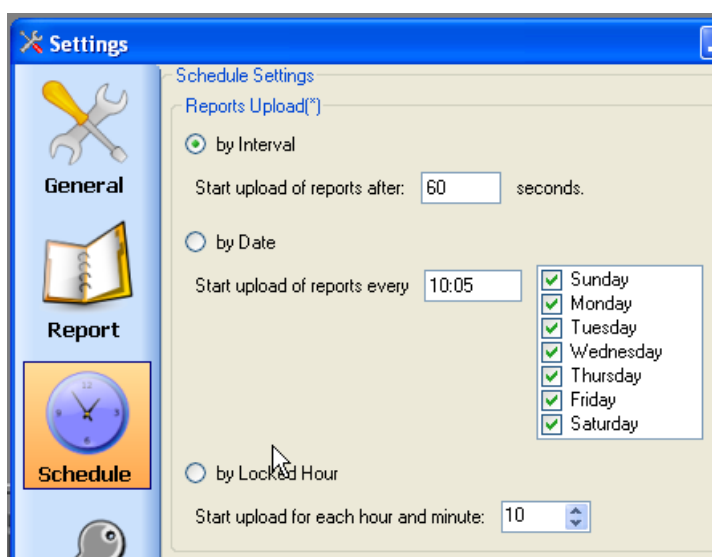 Settings
General
Report
Schedule
Schedule Settings
Reports Upload(*)
by Interval
Start upload of reports after: 60 seconds.
by Date
Start upload of reports every 10:05
Sunday
Monday
Tuesday
Wednesday
Thursday
Friday
Saturday
by Locked Hour
Start upload for each hour and minute: 10